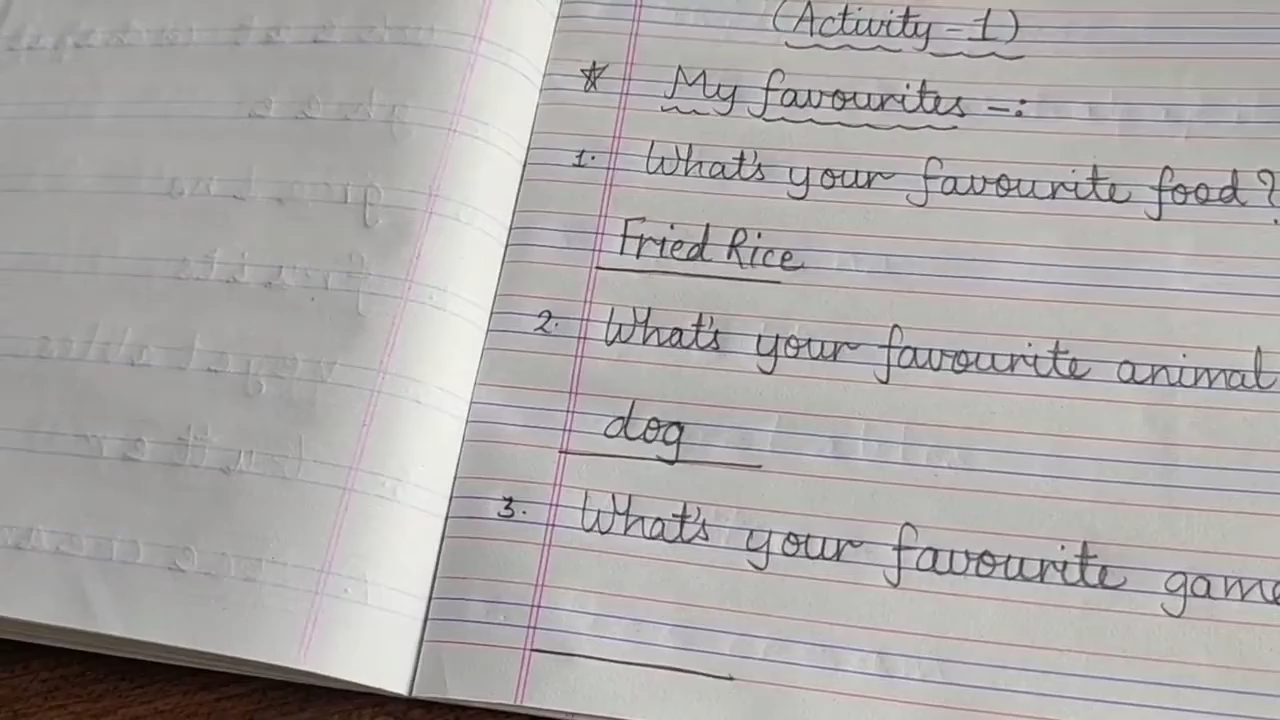 (Activity - 1)
☆ My favourites -:
1. What's your favourite food?
Fried Rice
2. What's your favourite animal
dog
3. What's your favourite game